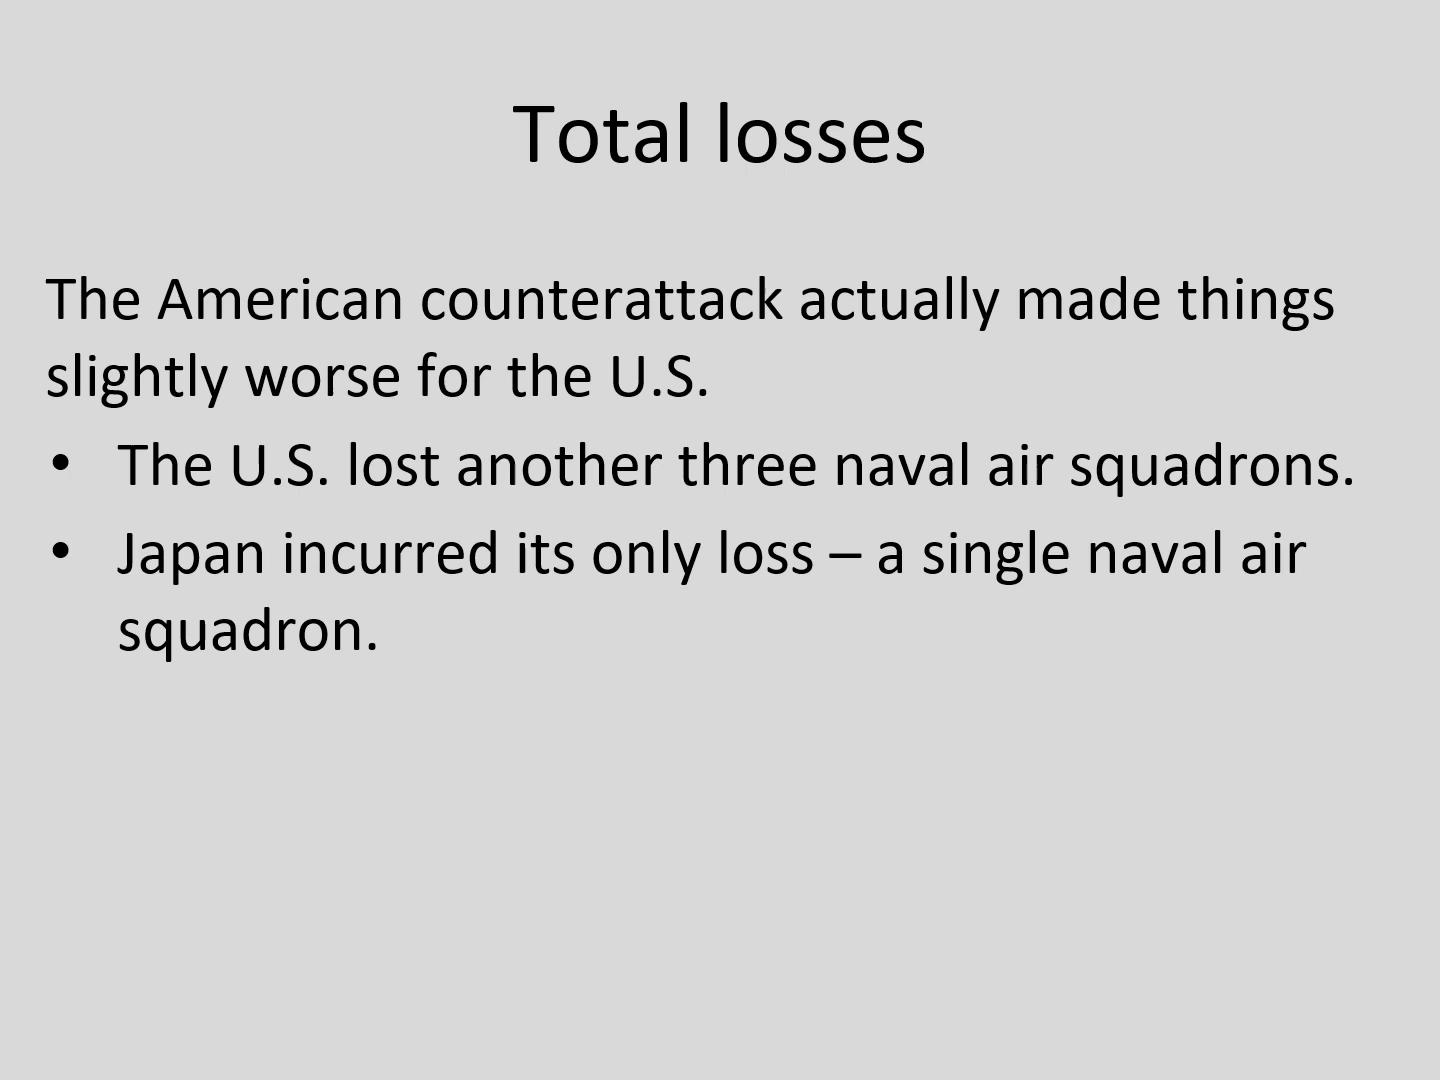 Total losses
The American counterattack actually made things
slightly worse for the U.S.
• The U.S. lost another three naval air squadrons.
• Japan incurred its only loss – a single naval air
squadron.